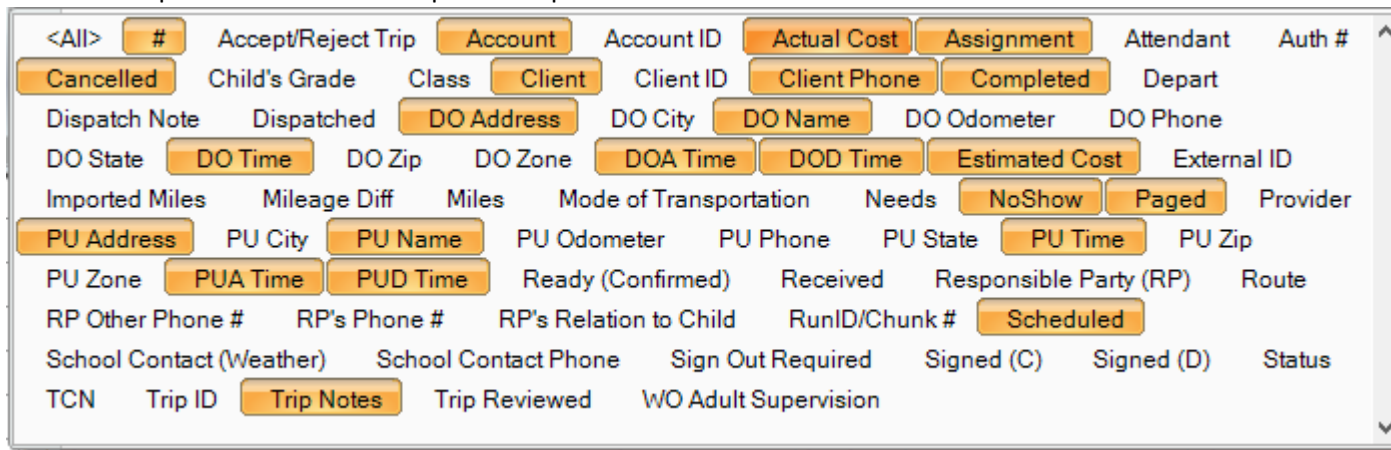 <All> # Accept/Reject Trip Account Account ID Actual Cost Assignment Attendant Auth #
Cancelled Child's Grade Class Client Client ID Client Phone Completed Depart
Dispatch Note Dispatched DO Address DO City DO Name DO Odometer DO Phone
DO State DO Time DO Zip DO Zone DOA Time DOD Time Estimated Cost External ID
Imported Miles Mileage Diff Miles Mode of Transportation Needs NoShow Paged Provider
PU Address PU City PU Name PU Odometer PU Phone PU State PU Time PU Zip
PU Zone PUA Time PUD Time Ready (Confirmed) Received Responsible Party (RP) Route
RP Other Phone # RP's Phone # RP's Relation to Child RunID/Chunk # Scheduled
School Contact (Weather) School Contact Phone Sign Out Required Signed (C) Signed (D) Status
TCN Trip ID Trip Notes Trip Reviewed WO Adult Supervision